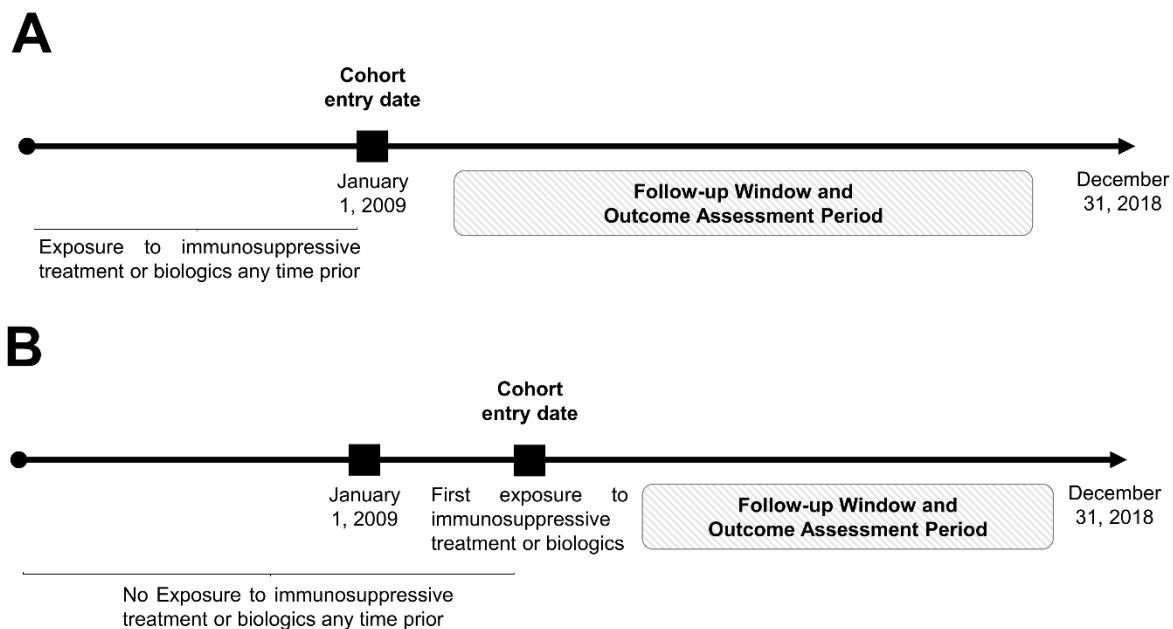 A
Cohort
entry date
January
1, 2009
Follow-up Window and
Outcome Assessment Period
December
31, 2018
Exposure to immunosuppressive
treatment or biologics any time prior
B
Cohort
entry date
January
1, 2009
First exposure to
immunosuppressive
treatment or biologics
Follow-up Window and
Outcome Assessment Period
December
31, 2018
No Exposure to immunosuppressive
treatment or biologics any time prior